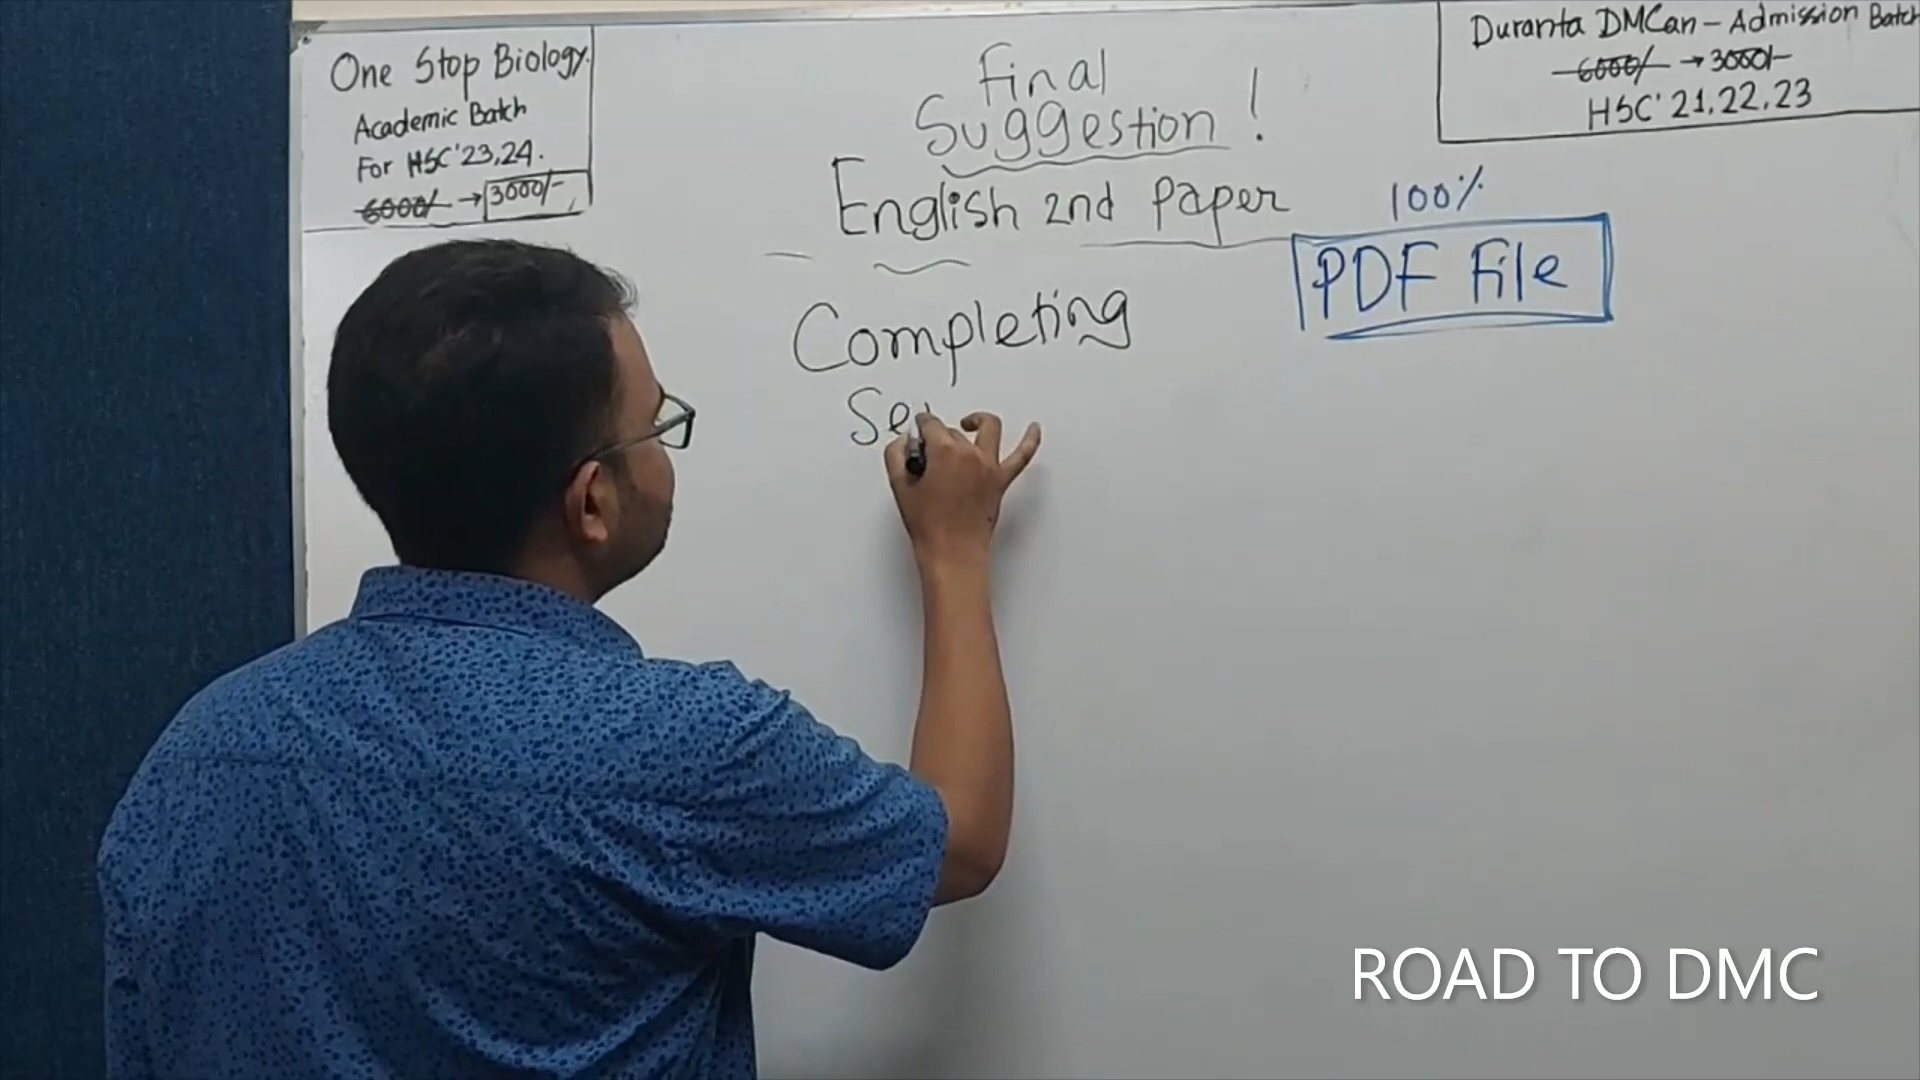 One Stop Biology.
Academic Batch
For HSC'23,24.
6000/- → 3000/-
Final
Suggestion!
English 2nd Paper
Completing
Se
100%
PDF File
Duranta DMCan - Admission Batch
6000/- → 3000/-
HSC'21,22,23
ROAD TO DMC